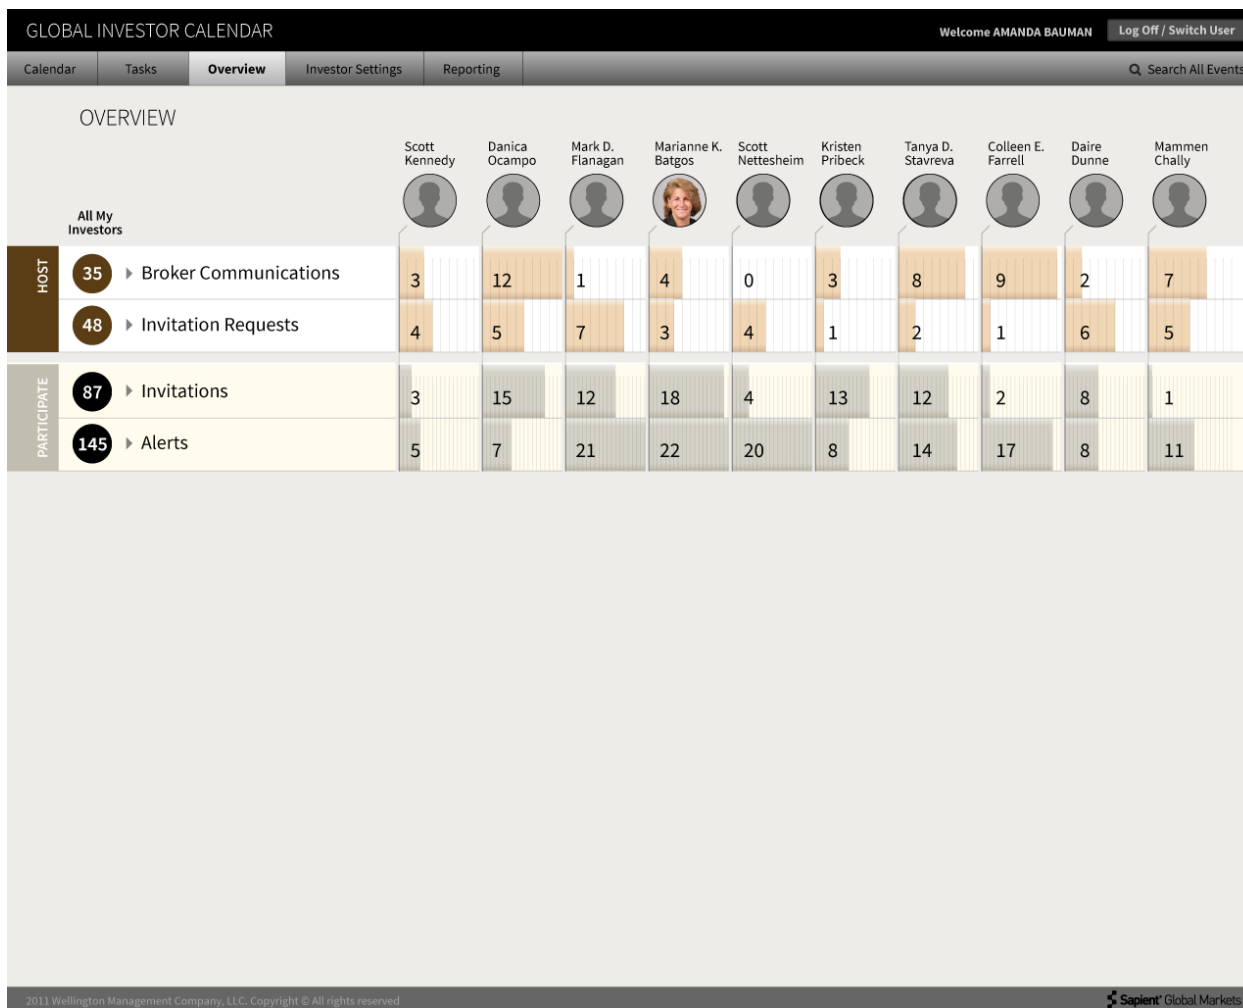 GLOBAL INVESTOR CALENDAR
Welcome AMANDA BAUMAN
Log Off / Switch User
Calendar
Tasks
Overview
Investor Settings
Reporting
Search All Events
OVERVIEW
Scott
Kennedy
Danica
Ocampo
Mark D.
Flanagan
Marianne K.
Batgos
Scott
Nettesheim
Kristen
Pribeck
Tanya D.
Stavreva
Colleen E.
Farrell
Daire
Dunne
Mammen
Chally
All My
Investors
HOST
35 Broker Communications 3 12 1 4 0 3 8 9 2 7
48 Invitation Requests 4 5 7 3 4 1 2 1 6 5
PARTICIPATE
87 Invitations 3 15 12 18 4 13 12 2 8 1
145 Alerts 5 7 21 22 20 8 14 17 8 11
2011 Wellington Management Company, LLC. Copyright © All rights reserved
Sapient Global Markets